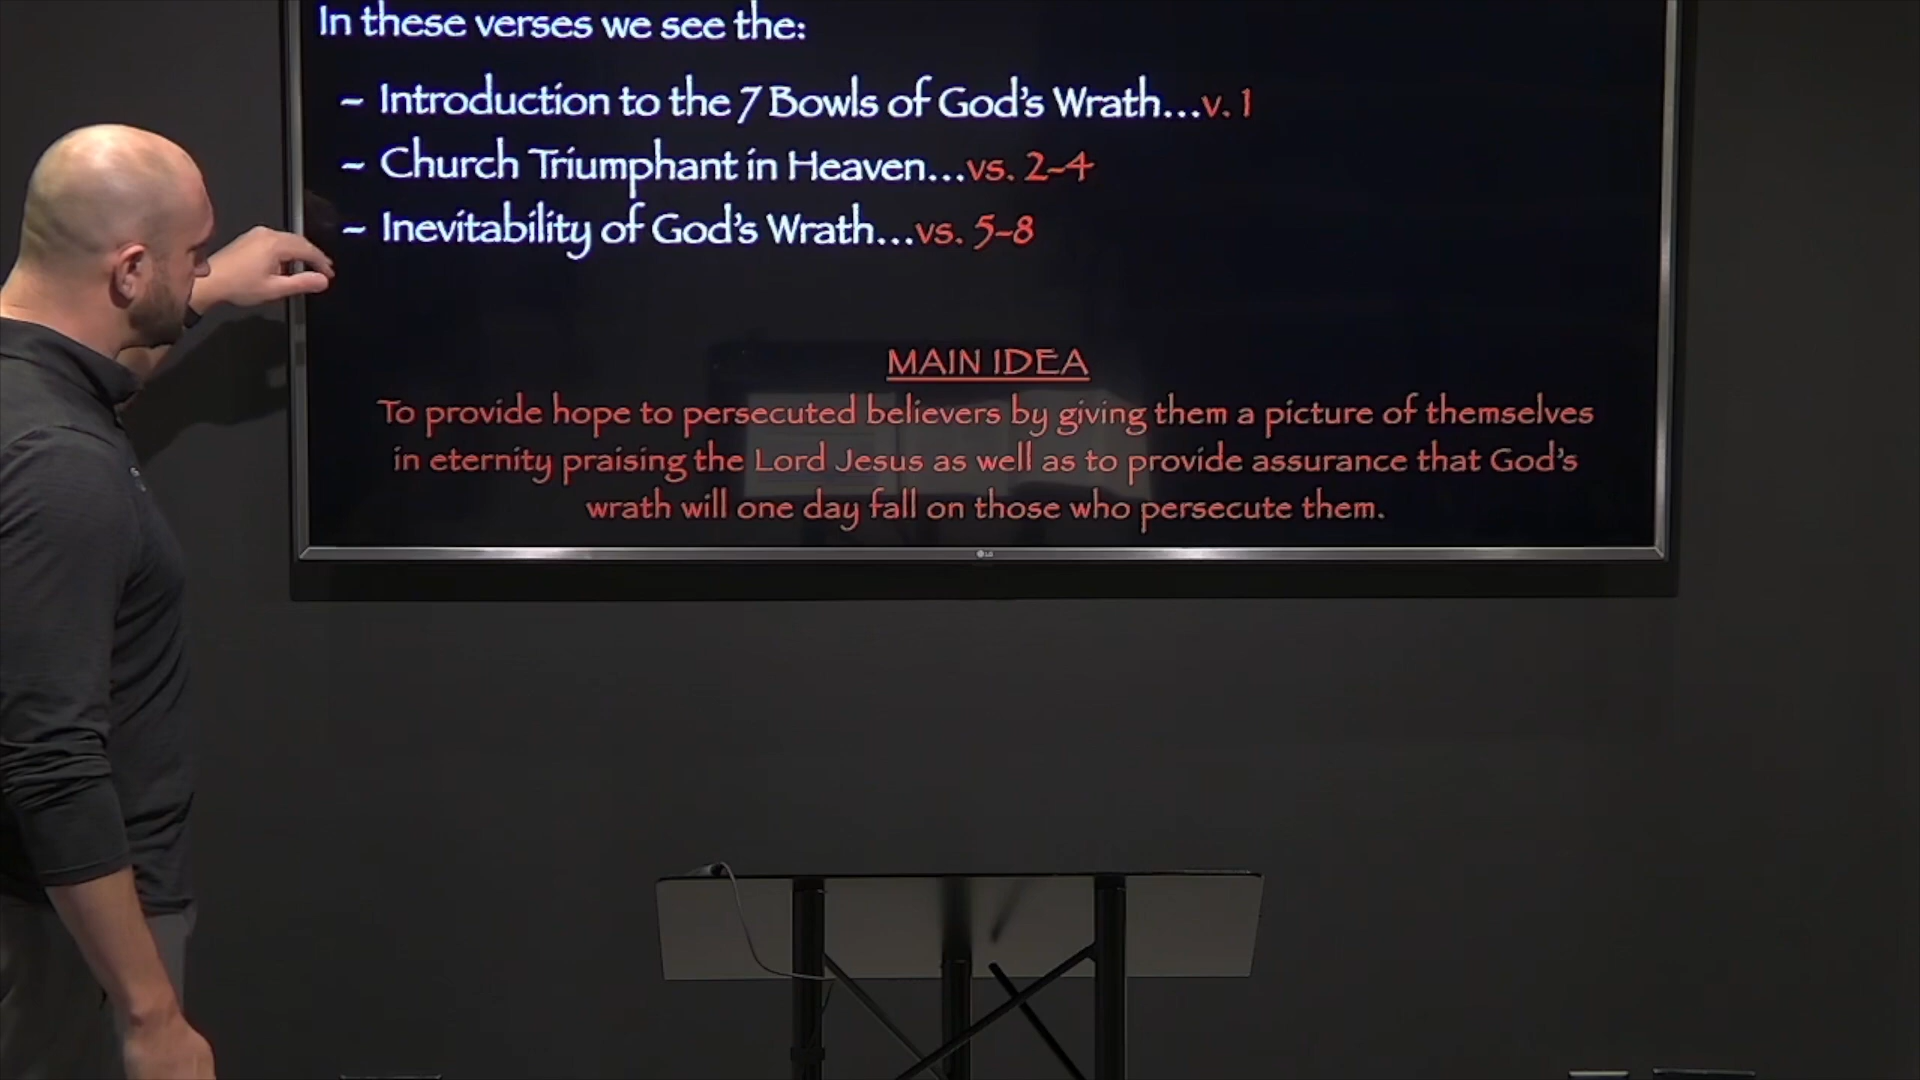 In these verses we see the:
– Introduction to the 7 Bowls of God's Wrath...v. 1
– Church Triumphant in Heaven...vs. 2-4
– Inevitability of God's Wrath...vs. 5-8
MAIN IDEA
To provide hope to persecuted believers by giving them a picture of themselves
in eternity praising the Lord Jesus as well as to provide assurance that God's
wrath will one day fall on those who persecute them.
LG